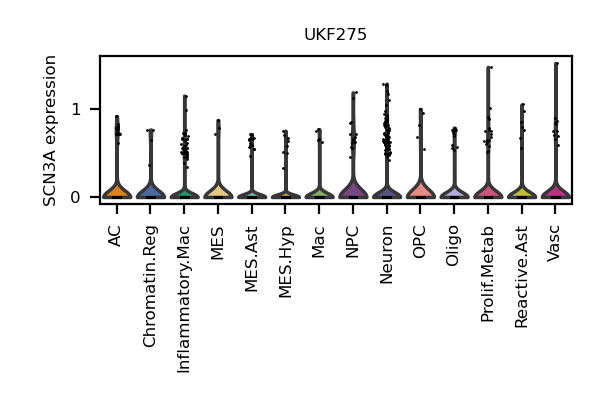 UKF275
SCN3A expression
1
0
AC
Chromatin.Reg
Inflammatory.Mac
MES
MES.Ast
MES.Hyp
Mac
NPC
Neuron
OPC
Oligo
Prolif.Metab
Reactive.Ast
Vasc